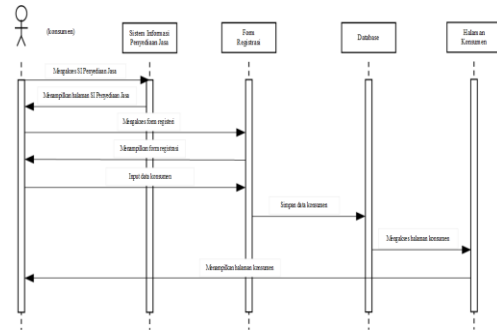 (konsumen)
Sistem Informasi
Penyediaan Jasa
Form
Registrasi
Database
Halaman
Konsumen
Mengakses SI Penyediaan Jasa
Menampilkan halaman SI Penyediaan Jasa
Mengakses form registrasi
Menampilkan form registrasi
Input data konsumen
Simpan data konsumen
Mengakses halaman konsumen
Menampilkan halaman konsumen